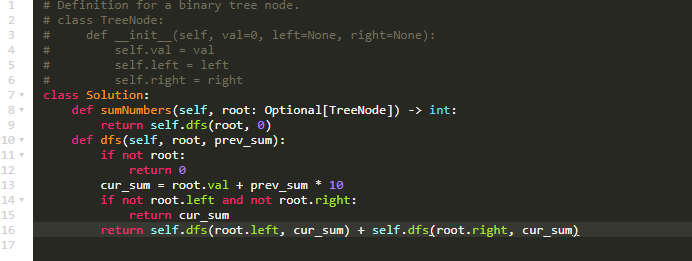 1 # Definition for a binary tree node.
2 # class TreeNode:
3 #     def __init__(self, val=0, left=None, right=None):
4 #         self.val = val
5 #         self.left = left
6 #         self.right = right
7 class Solution:
8     def sumNumbers(self, root: Optional[TreeNode]) -> int:
9         return self.dfs(root, 0)
10     def dfs(self, root, prev_sum):
11         if not root:
12             return 0
13         cur_sum = root.val + prev_sum * 10
14         if not root.left and not root.right:
15             return cur_sum
16         return self.dfs(root.left, cur_sum) + self.dfs(root.right, cur_sum)
17